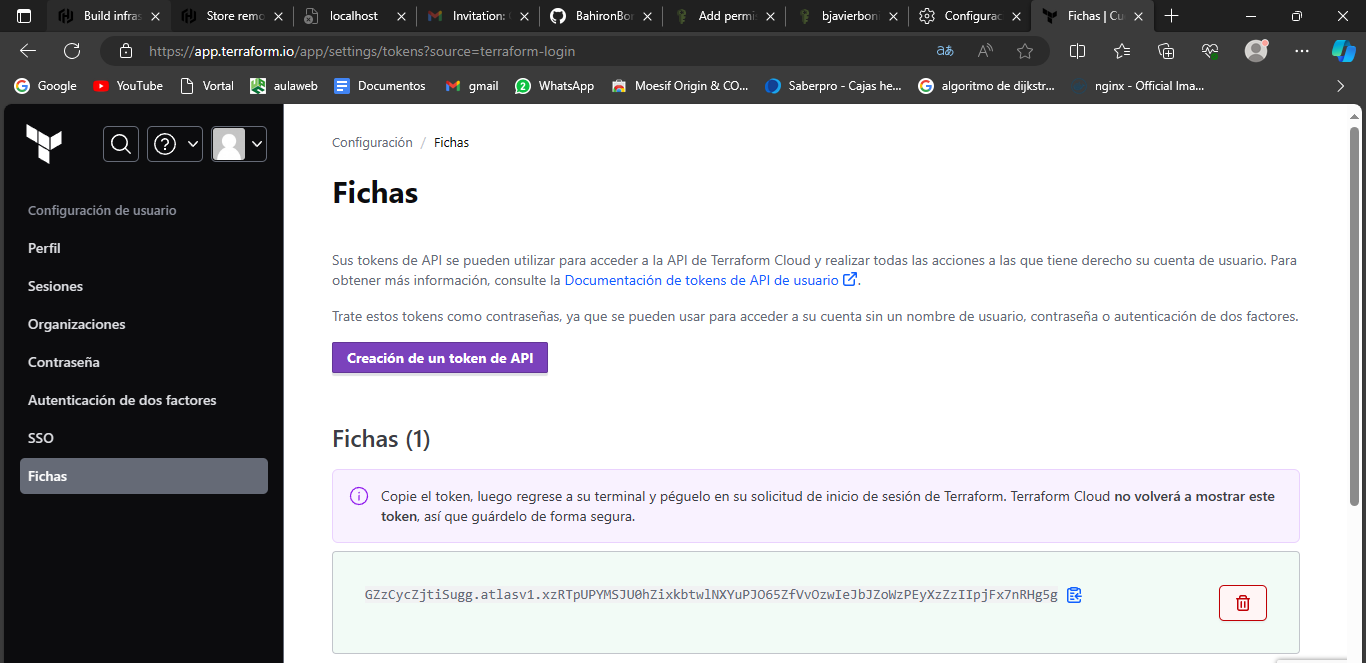 Build infras
Store remo
localhost
Invitation: 
BahironBor
Add permis
bjavierboni
Configurac
Fichas | Cu
https://app.terraform.io/app/settings/tokens?source=terraform-login
Google
YouTube
Vortal
aulaweb
Documentos
gmail
WhatsApp
Moesif Origin & CO...
Saberpro - Cajas he...
algoritmo de dijkstr...
nginx - Official Ima...
Configuración de usuario
Perfil
Sesiones
Organizaciones
Contraseña
Autenticación de dos factores
SSO
Fichas
Configuración / Fichas
Fichas
Sus tokens de API se pueden utilizar para acceder a la API de Terraform Cloud y realizar todas las acciones a las que tiene derecho su cuenta de usuario. Para
obtener más información, consulte la Documentación de tokens de API de usuario.
Trate estos tokens como contraseñas, ya que se pueden usar para acceder a su cuenta sin un nombre de usuario, contraseña o autenticación de dos factores.
Creación de un token de API
Fichas (1)
Copie el token, luego regrese a su terminal y péguelo en su solicitud de inicio de sesión de Terraform. Terraform Cloud no volverá a mostrar este
token, así que guárdelo de forma segura.
GZzCycZjtiSugg.atlasv1.xzRTpUPYMSJU0hZixkbtwlNXYuPJO65ZfVvOzwIeJbJZoWzPEyXzZzIIpjFx7nRHg5g